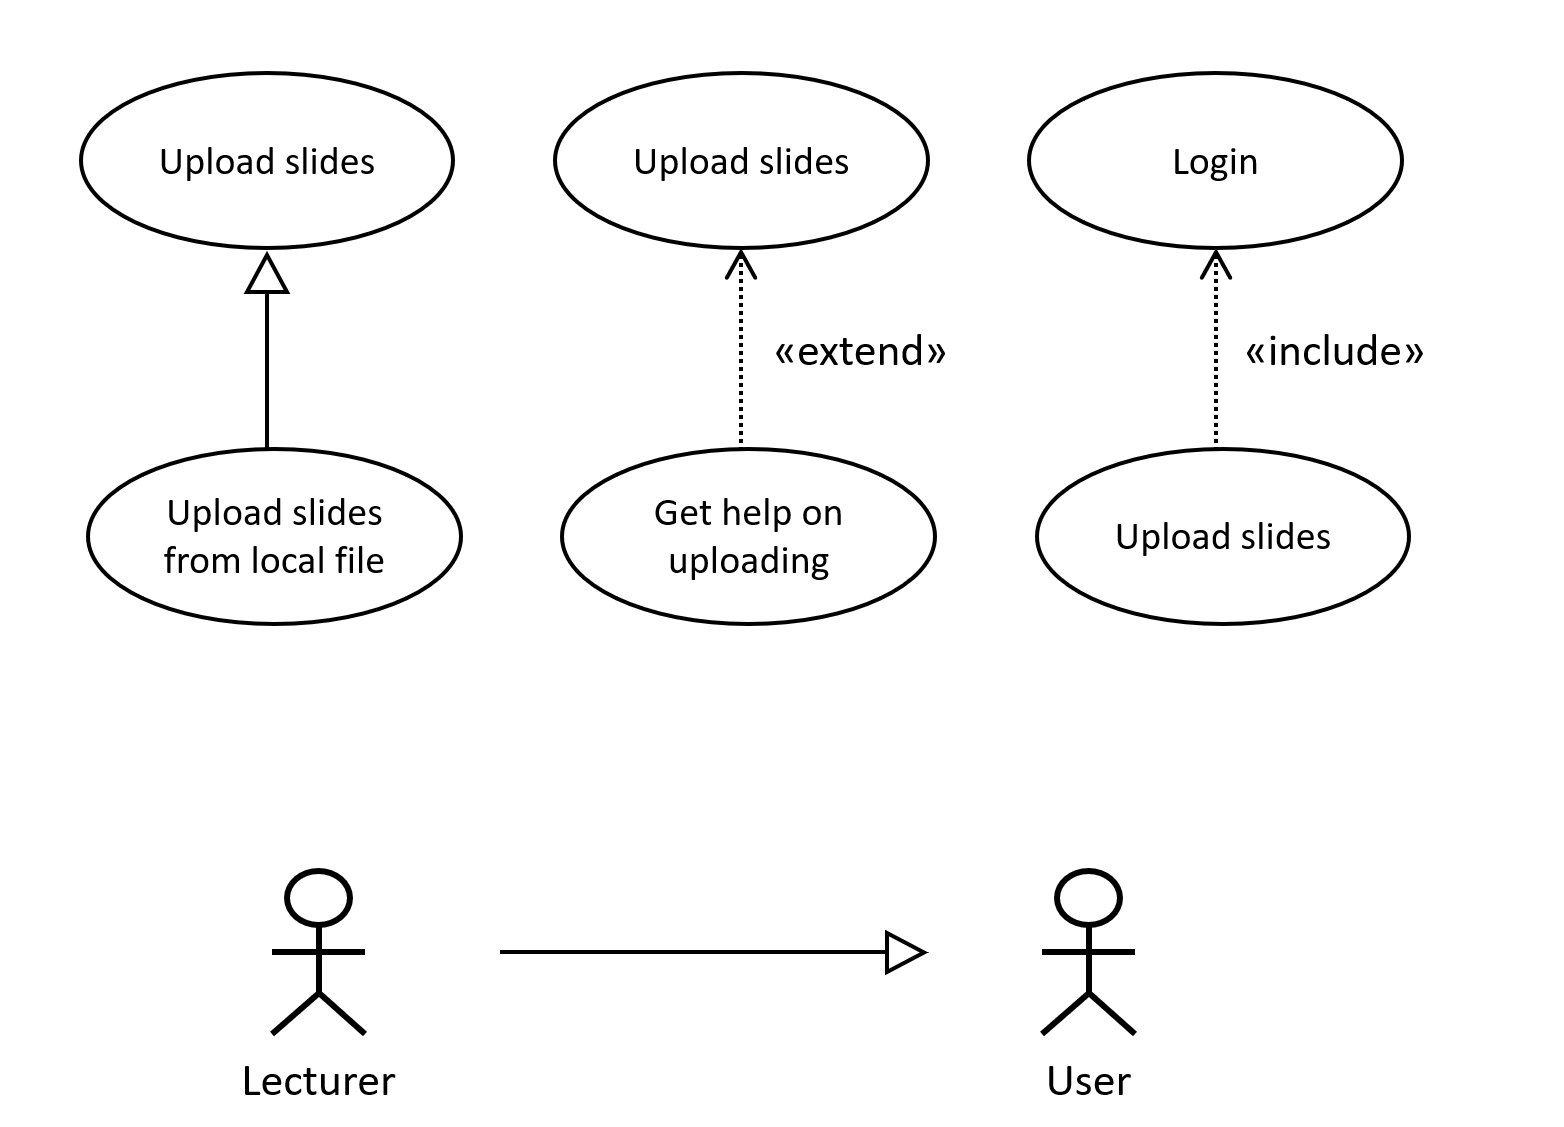 Upload slides
Upload slides
Login
«extend»
«include»
Upload slides
from local file
Get help on
uploading
Upload slides
Lecturer
User